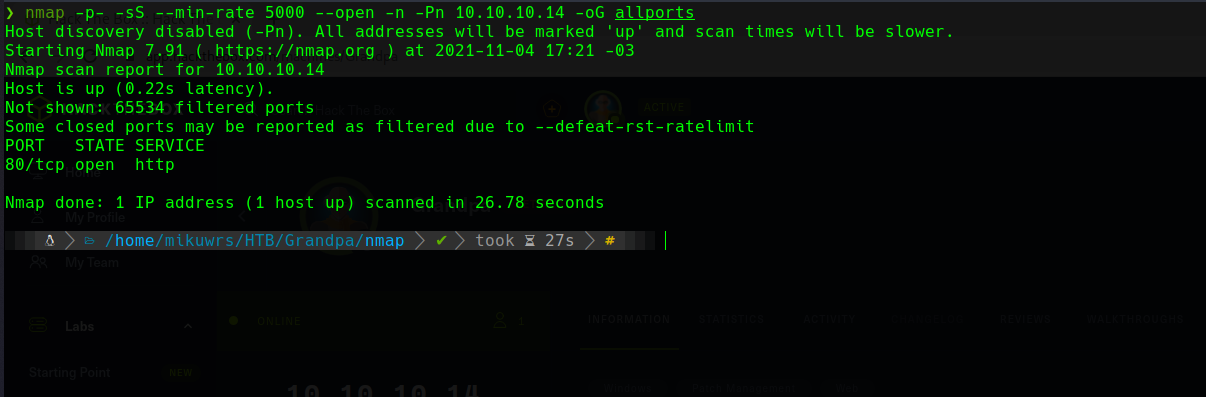 ❯ nmap -p- -sS --min-rate 5000 --open -n -Pn 10.10.10.14 -oG allports
Host discovery disabled (-Pn). All addresses will be marked 'up' and scan times will be slower.
Starting Nmap 7.91 ( https://nmap.org ) at 2021-11-04 17:21 -03
Nmap scan report for 10.10.10.14
Host is up (0.22s latency).
Not shown: 65534 filtered ports
Some closed ports may be reported as filtered due to --defeat-rst-ratelimit
PORT   STATE SERVICE
80/tcp open  http
Nmap done: 1 IP address (1 host up) scanned in 26.78 seconds
/home/mikuwrs/HTB/Grandpa/nmap ✔ took 27s #
ACTIVE
Grandpa
My Profile
My Team
ONLINE 1
INFORMATION STATISTICS ACTIVITY REVIEWS WALKTHROUGHS
Labs
Starting Point NEW
10.10.10.14